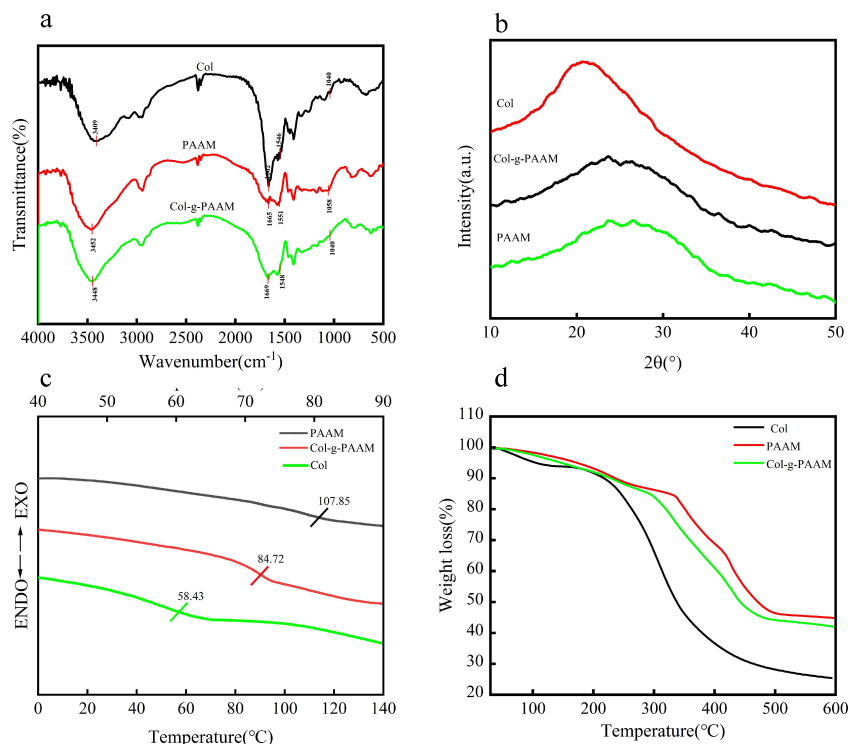 a
Col
1040
3409
1546
PAAM
1665
1551
1058
Col-g-PAAM
3452
1669
1548
1040
3448
Transmittance(%)
4000 3500 3000 2500 2000 1500 1000 500
Wavenumber(cm-1)
b
Col
Col-g-PAAM
PAAM
Intensity(a.u.)
10 20 30 40 50
2θ(°)
c
40 50 60 70 80 90
PAAM
Col-g-PAAM
Col
107.85
84.72
58.43
ENDO EXO
0 20 40 60 80 100 120 140
Temperature(℃)
d
110
100
90
80
70
60
50
40
30
20
Col
PAAM
Col-g-PAAM
Weight loss(%)
100 200 300 400 500 600
Temperature(℃)